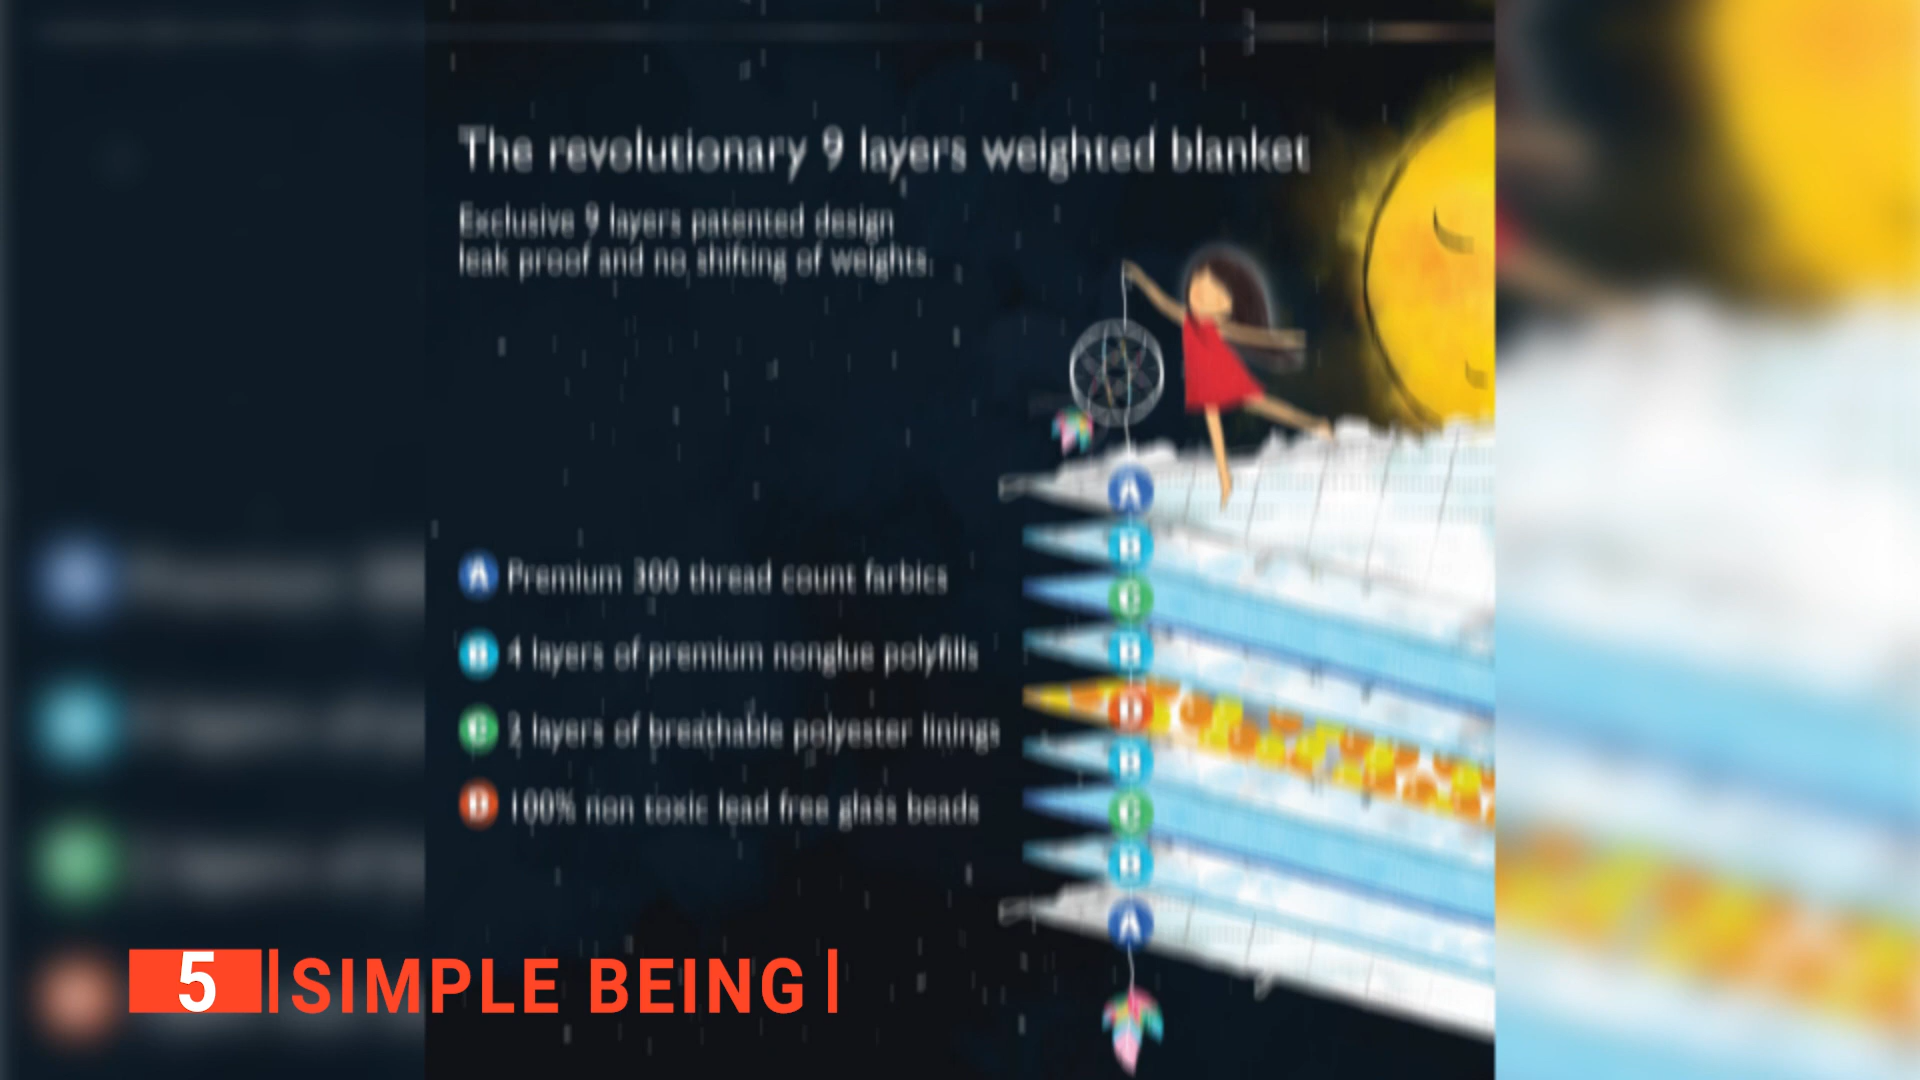 The revolutionary 9 layers weighted blanket
Exclusive 9 layers patented design
leak proof and no shifting of weights.
A
B
A Premium 300 thread count farbics
C
B 4 layers of premium nonglue polyfills
B
D
C 2 layers of breathable polyester linings
B
D 100% non toxic lead free glass beads
C
B
A
5 SIMPLE BEING